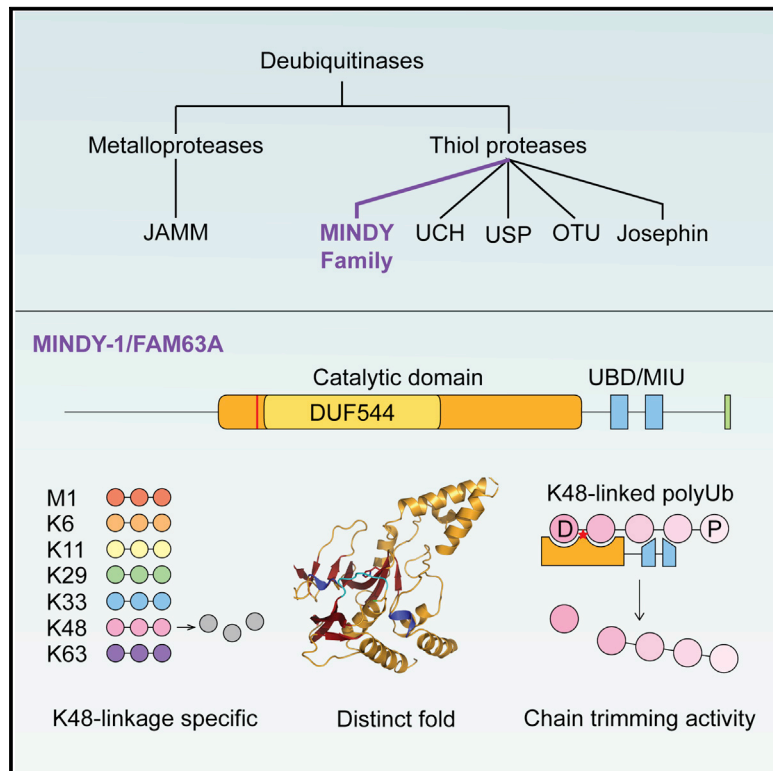 Deubiquitinases
Metalloproteases Thiol proteases
JAMM MINDY Family UCH USP OTU Josephin
MINDY-1/FAM63A
Catalytic domain UBD/MIU
DUF544
M1
K6
K11
K29
K33
K48
K63
K48-linkage specific
Distinct fold
K48-linked polyUb
D P
Chain trimming activity